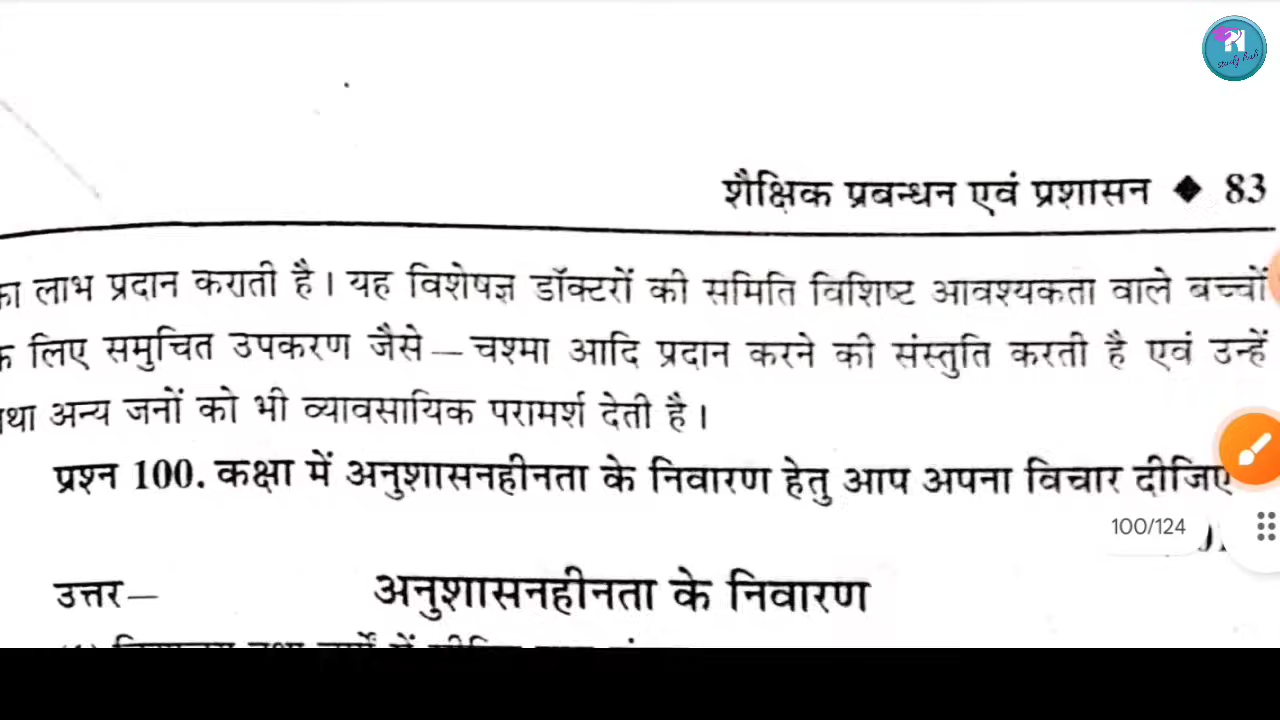 Study Hub
शैक्षिक प्रबन्धन एवं प्रशासन ◆ 83
लाभ प्रदान कराती है। यह विशेषज्ञ डॉक्टरों की समिति विशिष्ट आवश्यकता वाले बच्चों
लिए समुचित उपकरण जैसे – चश्मा आदि प्रदान करने की संस्तुति करती है एवं उन्हें
अन्य जनों को भी व्यावसायिक परामर्श देती है।
प्रश्न 100. कक्षा में अनुशासनहीनता के निवारण हेतु आप अपना विचार दीजिए
100/124
उत्तर– अनुशासनहीनता के निवारण